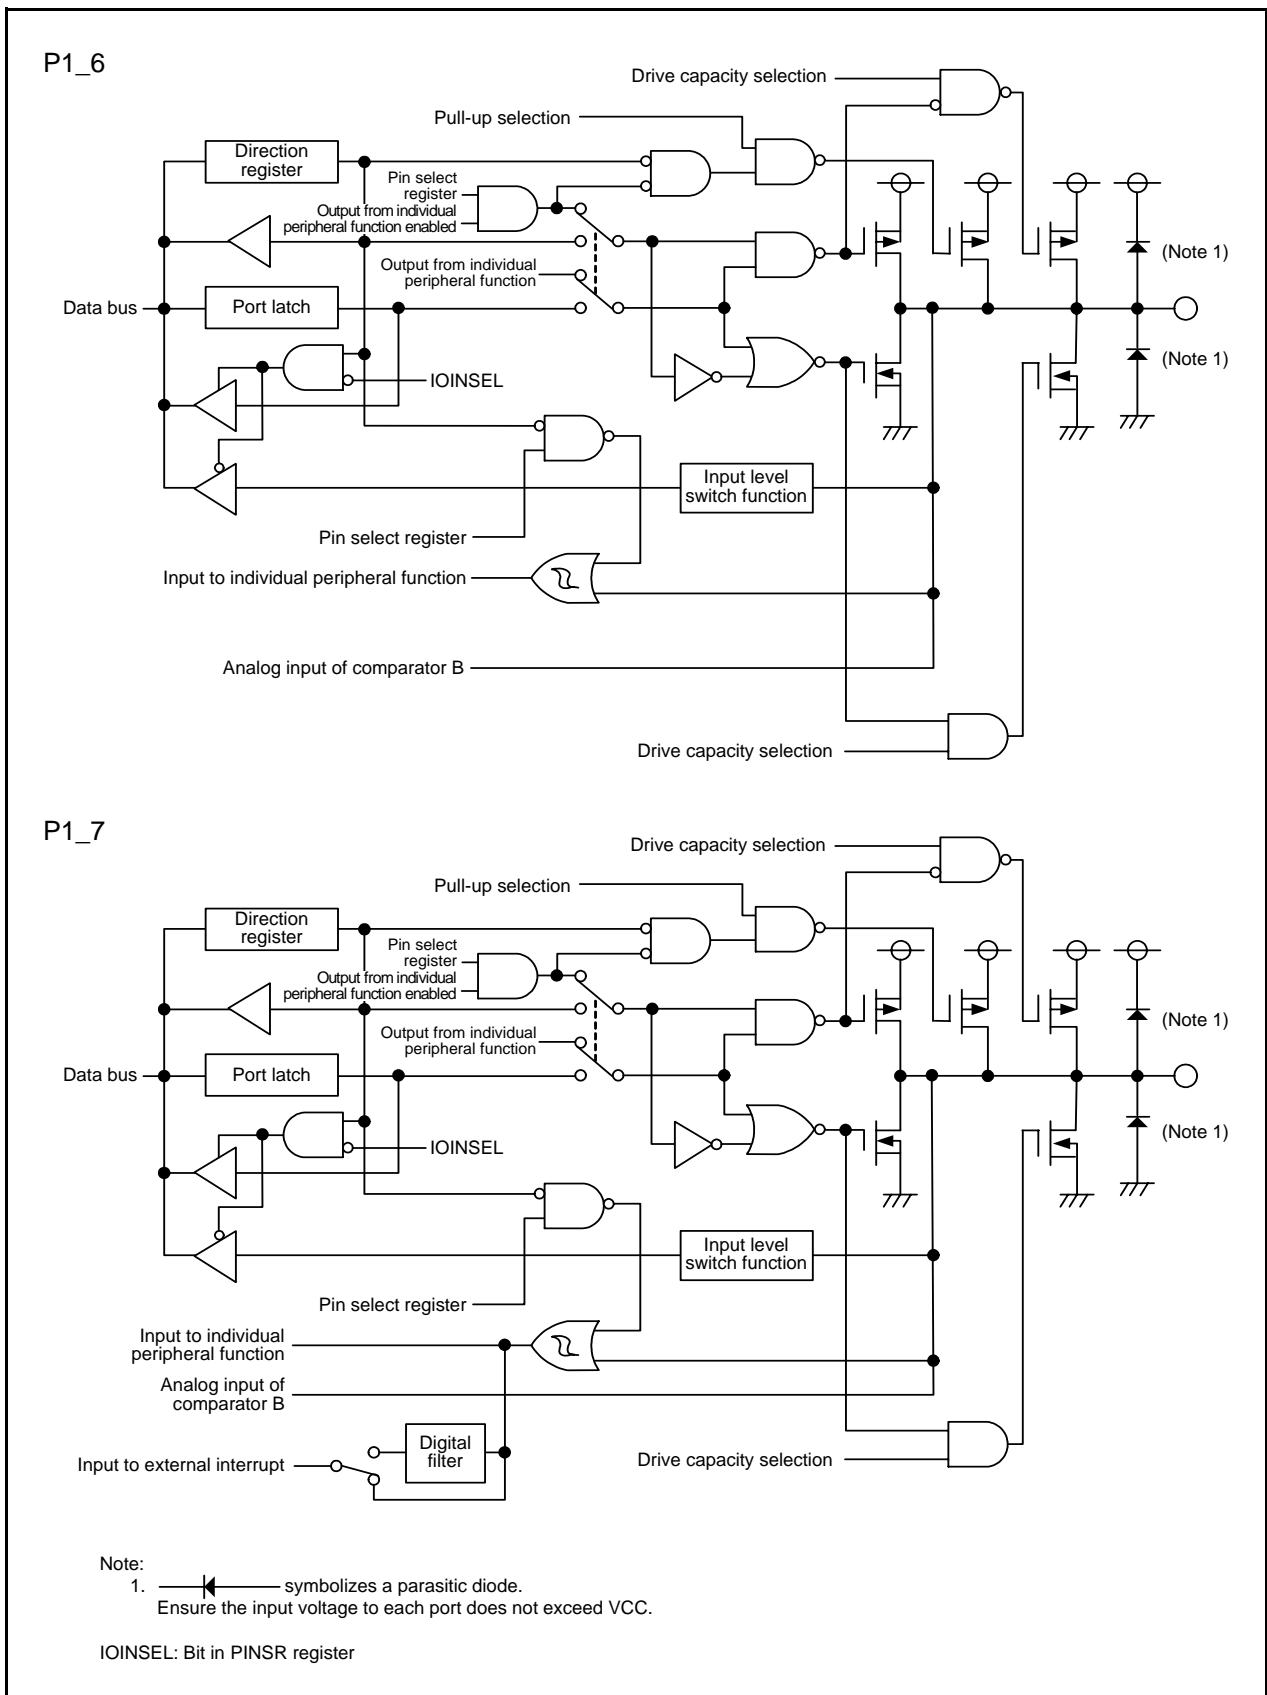 P1_6
Drive capacity selection
Pull-up selection
Direction
register
Pin select
register
Output from individual
peripheral function enabled
Output from individual
peripheral function
(Note 1)
Data bus
Port latch
(Note 1)
IOINSEL
Input level
switch function
Pin select register
Input to individual peripheral function
Analog input of comparator B
Drive capacity selection
P1_7
Drive capacity selection
Pull-up selection
Direction
register
Pin select
register
Output from individual
peripheral function enabled
Output from individual
peripheral function
(Note 1)
Data bus
Port latch
(Note 1)
IOINSEL
Input level
switch function
Pin select register
Input to individual
peripheral function
Analog input of
comparator B
Digital
filter
Input to external interrupt
Drive capacity selection
Note:
1. symbolizes a parasitic diode.
Ensure the input voltage to each port does not exceed VCC.
IOINSEL: Bit in PINSR register